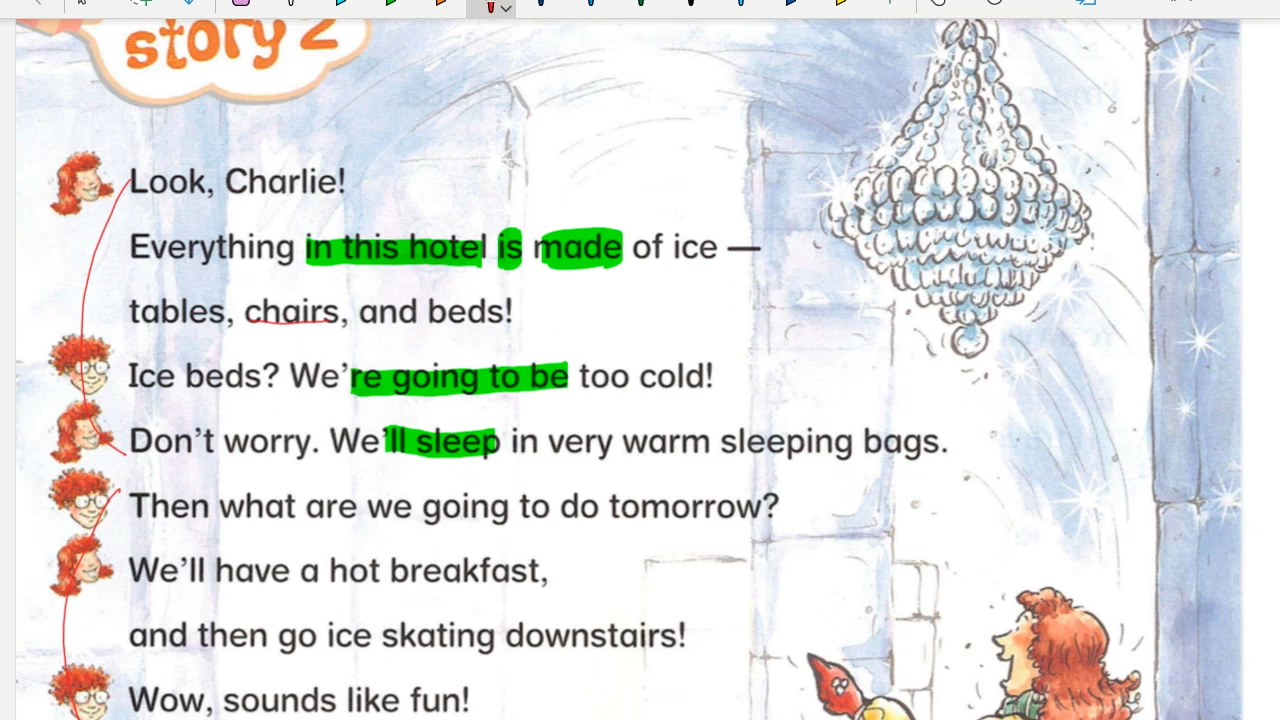 story 2
Look, Charlie!
Everything in this hotel is made of ice —
tables, chairs, and beds!
Ice beds? We're going to be too cold!
Don't worry. We'll sleep in very warm sleeping bags.
Then what are we going to do tomorrow?
We'll have a hot breakfast,
and then go ice skating downstairs!
Wow, sounds like fun!